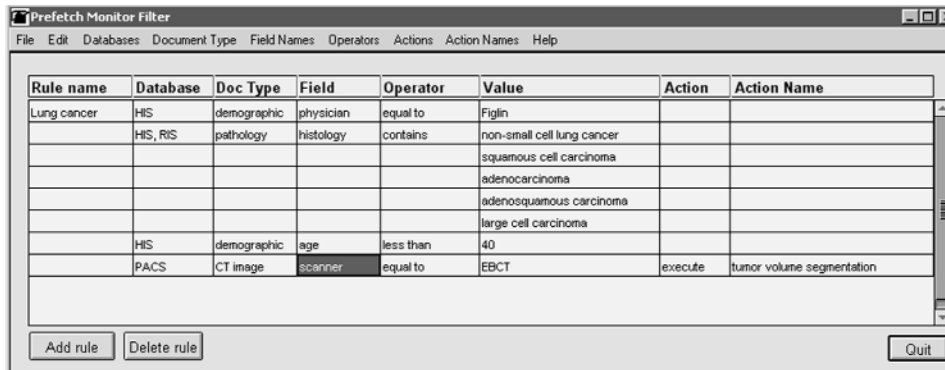 Prefetch Monitor Filter
File Edit Databases Document Type Field Names Operators Actions Action Names Help
Rule name Database Doc Type Field Operator Value Action Action Name
Lung cancer HIS demographic physician equal to Figlin
HIS, RIS pathology histology contains non-small cell lung cancer
squamous cell carcinoma
adenocarcinoma
adenosquamous carcinoma
large cell carcinoma
HIS demographic age less than 40
PACS CT image scanner equal to EBCT execute tumor volume segmentation
Add rule Delete rule Quit